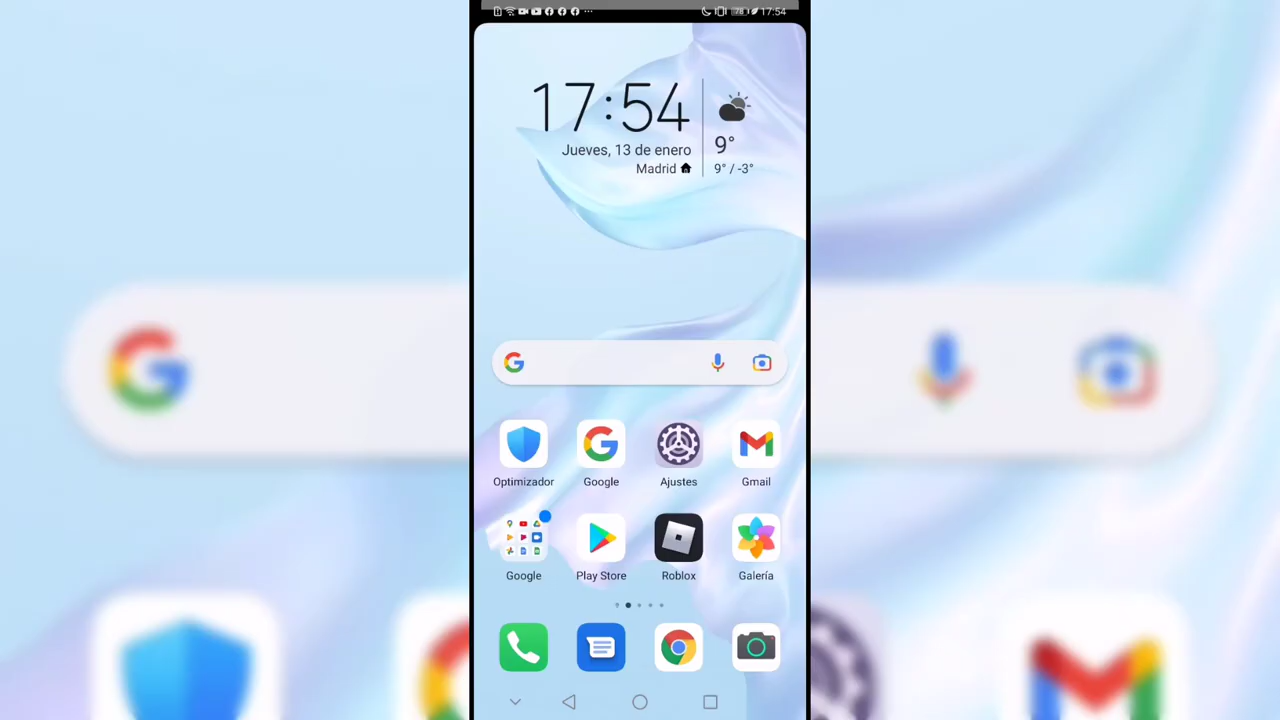 78 17:54
17:54
Jueves, 13 de enero
Madrid
9°
9° / -3°
Optimizador Google Ajustes Gmail
Google Play Store Roblox Galería